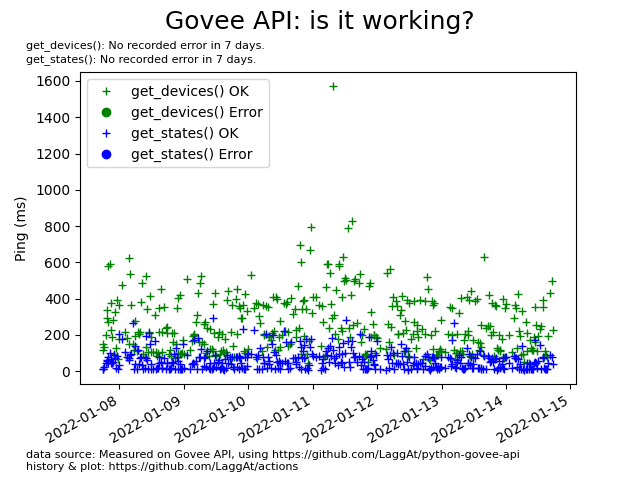 Govee API: is it working?
get_devices(): No recorded error in 7 days.
get_states(): No recorded error in 7 days.
1600
1400
1200
1000
800
600
400
200
0
Ping (ms)
get_devices() OK
get_devices() Error
get_states() OK
get_states() Error
2022-01-08
2022-01-09
2022-01-10
2022-01-11
2022-01-12
2022-01-13
2022-01-14
2022-01-15
data source: Measured on Govee API, using https://github.com/LaggAt/python-govee-api
history & plot: https://github.com/LaggAt/actions